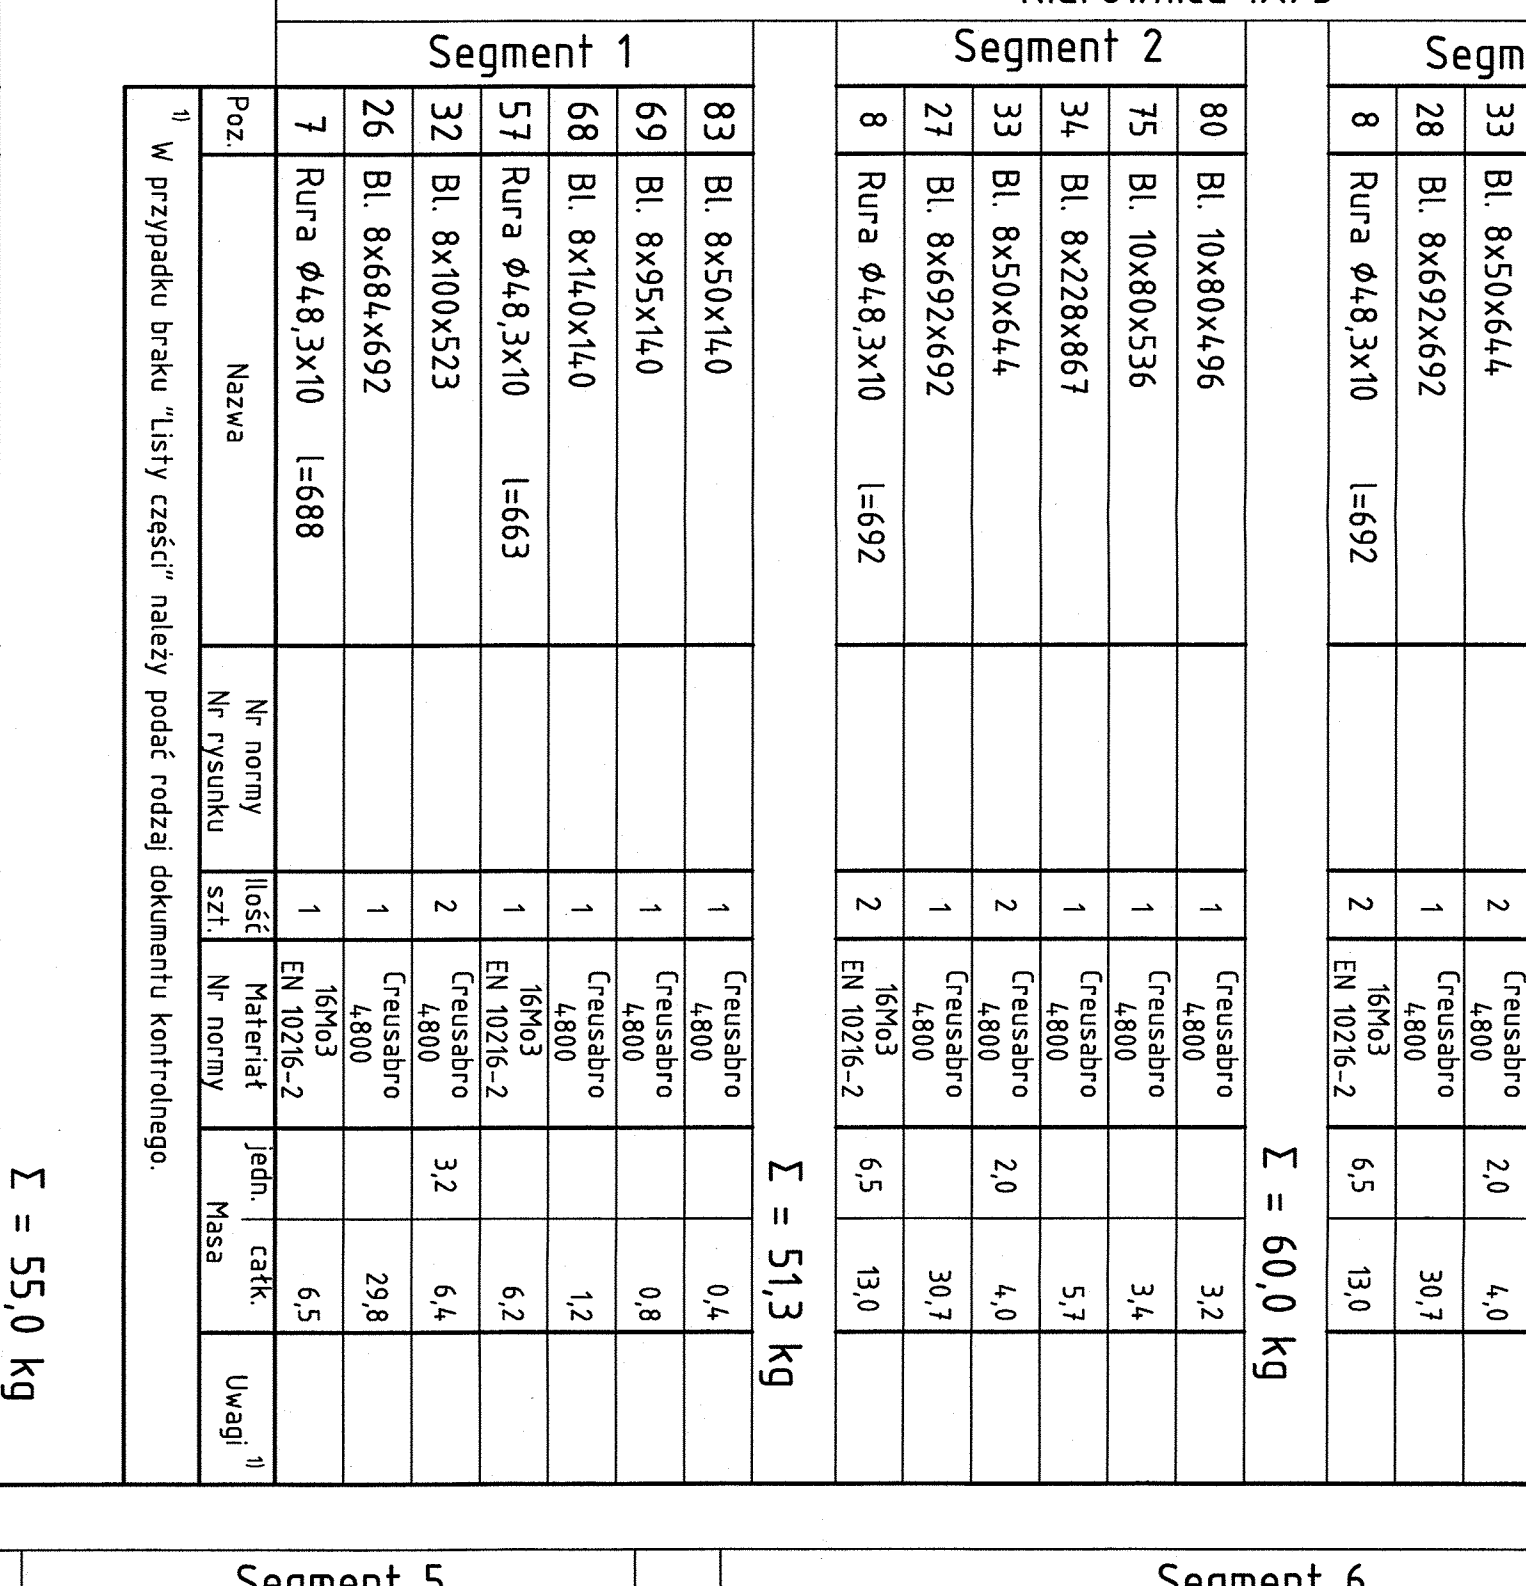 Segment 1
83 Bl. 8x50x140 1 Creusabro 4800 0,4
69 Bl. 8x95x140 1 Creusabro 4800 0,8
68 Bl. 8x140x140 1 Creusabro 4800 1,2
57 Rura ϕ48,3x10 l=663 1 16Mo3 EN 10216-2 6,2
32 Bl. 8x100x523 2 Creusabro 4800 3,2 6,4
26 Bl. 8x684x692 1 Creusabro 4800 29,8
7 Rura ϕ48,3x10 l=688 1 16Mo3 EN 10216-2 6,5
Poz. Nazwa Nr normy Nr rysunku Ilość szt. Materiał Nr normy jedn. całk. Masa Uwagi 1)
1) W przypadku braku "Listy części" należy podać rodzaj dokumentu kontrolnego.
Σ = 51,3 kg
Segment 2
80 Bl. 10x80x496 1 Creusabro 4800 3,2
75 Bl. 10x80x536 1 Creusabro 4800 3,4
34 Bl. 8x228x867 1 Creusabro 4800 5,7
33 Bl. 8x50x644 2 Creusabro 4800 2,0 4,0
27 Bl. 8x692x692 1 Creusabro 4800 30,7
8 Rura ϕ48,3x10 l=692 2 16Mo3 EN 10216-2 6,5 13,0
Σ = 60,0 kg
Segm
33 Bl. 8x50x644 2 Creusabro 4800 2,0 4,0
28 Bl. 8x692x692 1 Creusabro 4800 30,7
8 Rura ϕ48,3x10 l=692 2 16Mo3 EN 10216-2 6,5 13,0
Σ = 55,0 kg
Segment 5
Segment 6